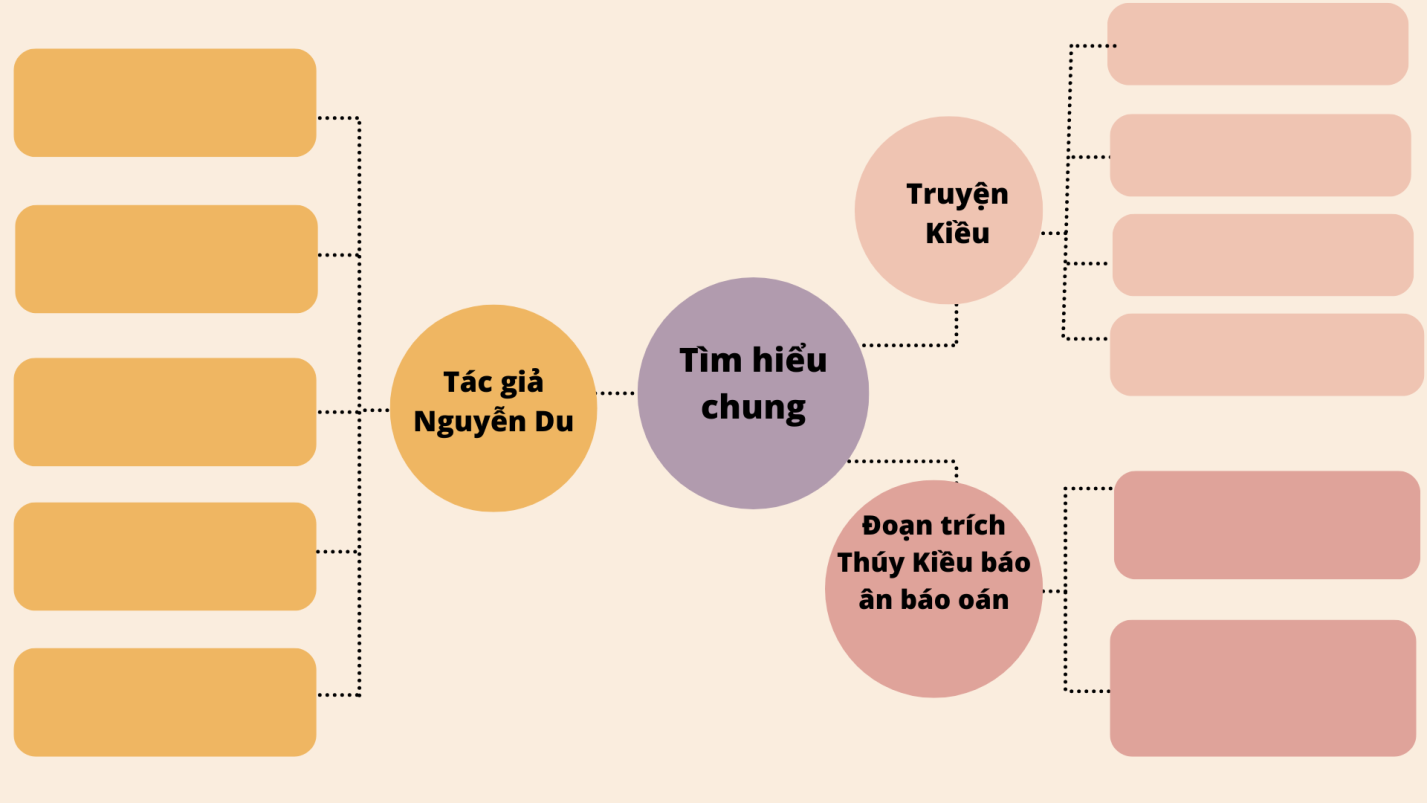 Truyện
Kiều
Tìm hiểu
chung
Tác giả
Nguyễn Du
Đoạn trích
Thúy Kiều báo
ân báo oán